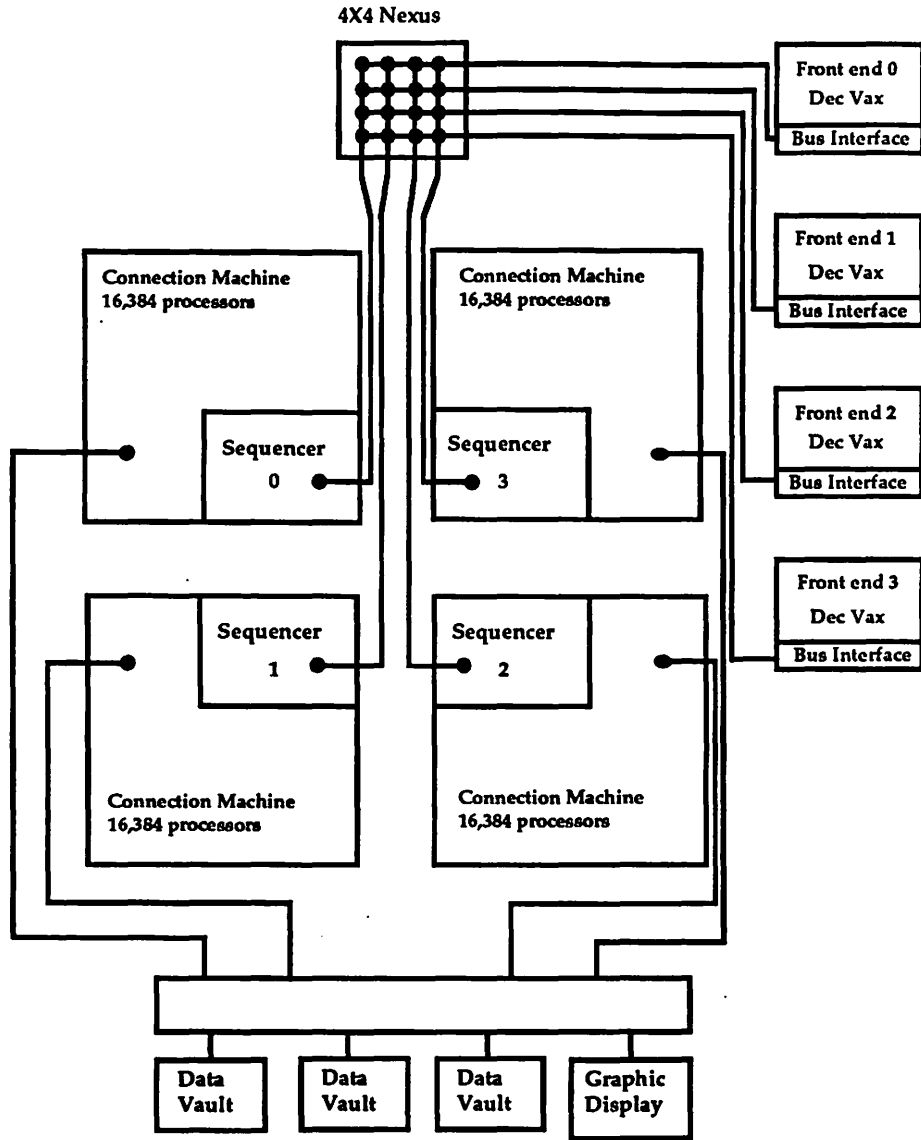 4X4 Nexus
Front end 0
Dec Vax
Bus Interface
Front end 1
Dec Vax
Bus Interface
Connection Machine
16,384 processors
Connection Machine
16,384 processors
Sequencer
0
Sequencer
3
Front end 2
Dec Vax
Bus Interface
Front end 3
Dec Vax
Bus Interface
Sequencer
1
Sequencer
2
Connection Machine
16,384 processors
Connection Machine
16,384 processors
Data
Vault
Data
Vault
Data
Vault
Graphic
Display